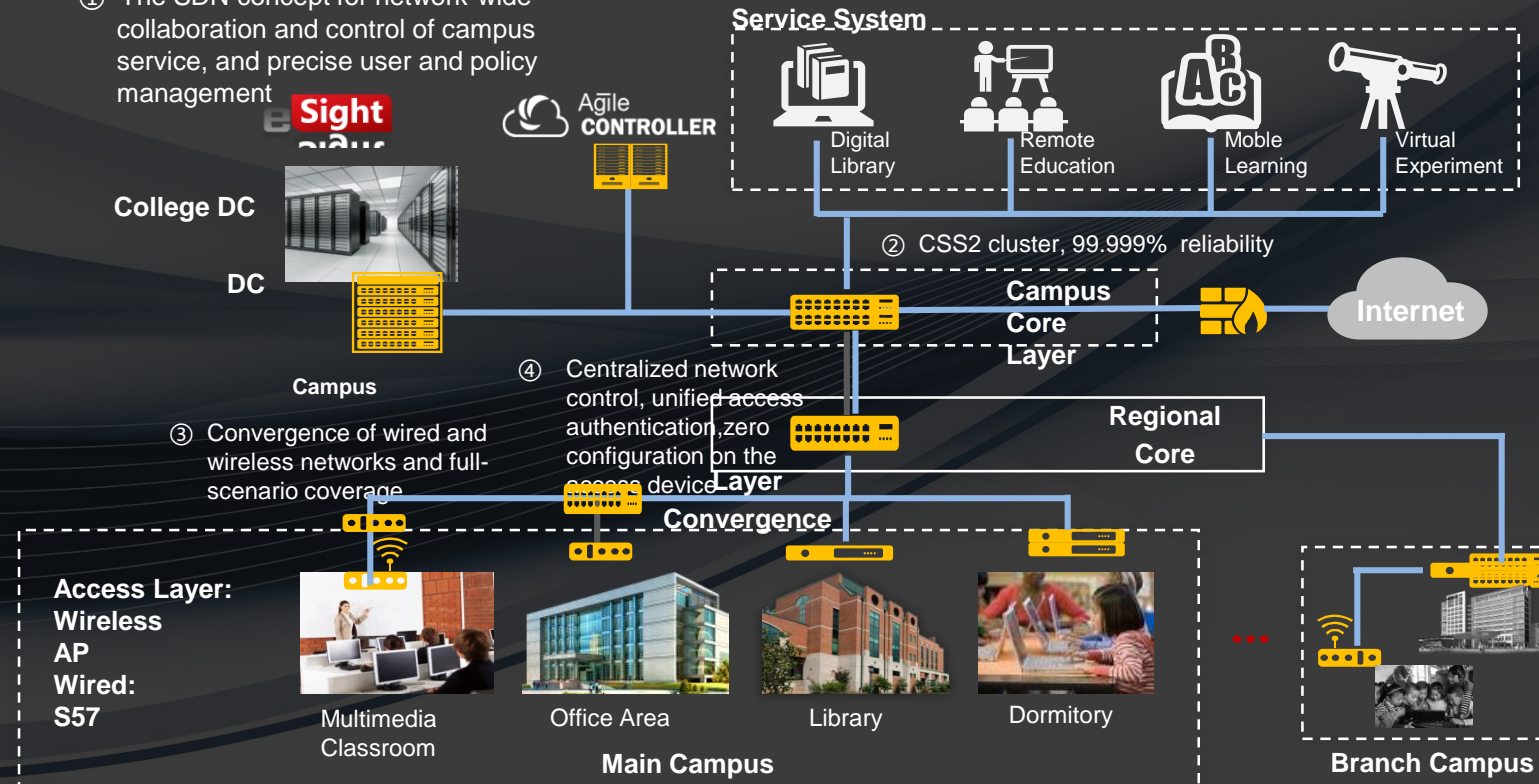 ① The SDN concept for network-wide
collaboration and control of campus
service, and precise user and policy
management
eSight
Agile
CONTROLLER
Service System
Digital
Library
Remote
Education
Moble
Learning
Virtual
Experiment
College DC
DC
② CSS2 cluster, 99.999% reliability
Campus
Core
Layer
Internet
Campus
④ Centralized network
control, unified access
authentication,zero
configuration on the
access device
③ Convergence of wired and
wireless networks and full-
scenario coverage
Regional
Core
Layer
Convergence
Access Layer:
Wireless
AP
Wired:
S57
Multimedia
Classroom
Office Area
Library
Dormitory
Main Campus
Branch Campus